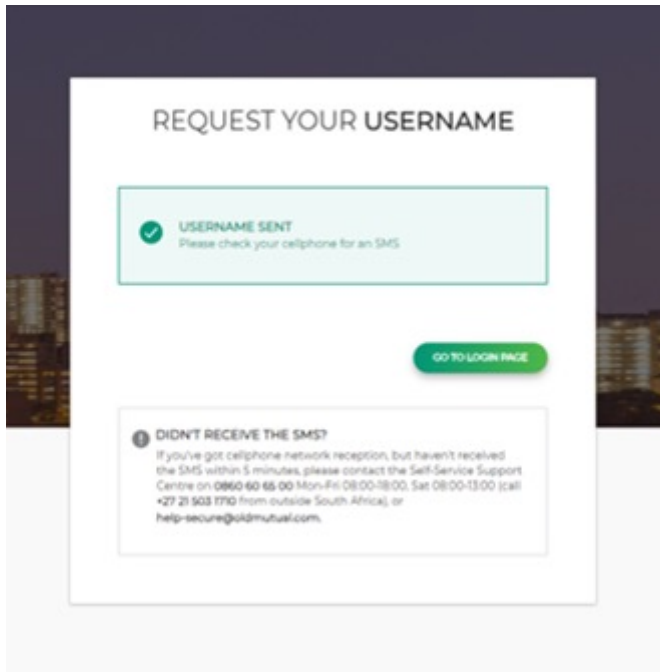 REQUEST YOUR USERNAME
USERNAME SENT
Please check your cellphone for an SMS
GO TO LOGIN PAGE
DIDN'T RECEIVE THE SMS?
If you've got cellphone network reception, but haven't received
the SMS within 5 minutes, please contact the Self-Service Support
Centre on 0860 60 65 00 Mon-Fri 08:00-18:00, Sat 08:00-13:00 (call
+27 21 503 1710 from outside South Africa), or
help-secure@oldmutual.com.